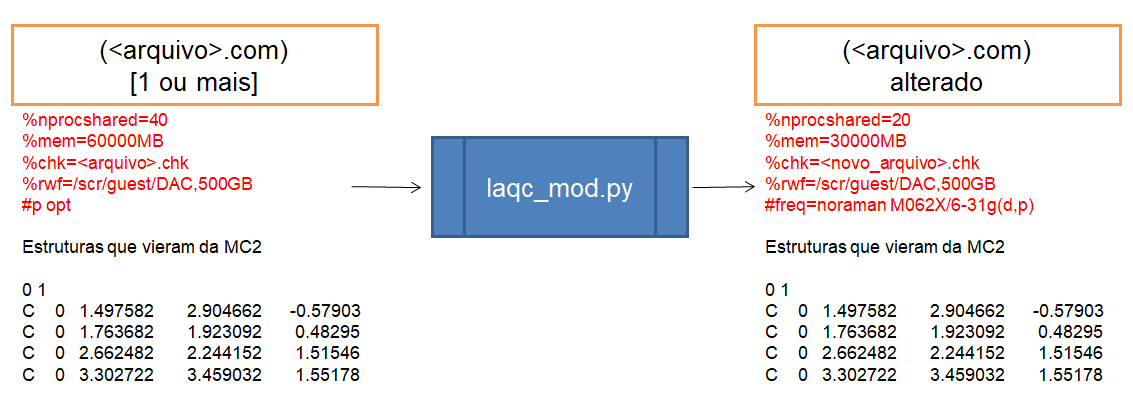 (<arquivo>.com)
[1 ou mais]
%nprocshared=40
%mem=60000MB
%chk=<arquivo>.chk
%rwf=/scr/guest/DAC,500GB
#p opt
Estruturas que vieram da MC2
0 1
C 0 1.497582 2.904662 -0.57903
C 0 1.763682 1.923092 0.48295
C 0 2.662482 2.244152 1.51546
C 0 3.302722 3.459032 1.55178
laqc_mod.py
(<arquivo>.com)
alterado
%nprocshared=20
%mem=30000MB
%chk=<novo_arquivo>.chk
%rwf=/scr/guest/DAC,500GB
#freq=noraman M062X/6-31g(d,p)
Estruturas que vieram da MC2
0 1
C 0 1.497582 2.904662 -0.57903
C 0 1.763682 1.923092 0.48295
C 0 2.662482 2.244152 1.51546
C 0 3.302722 3.459032 1.55178